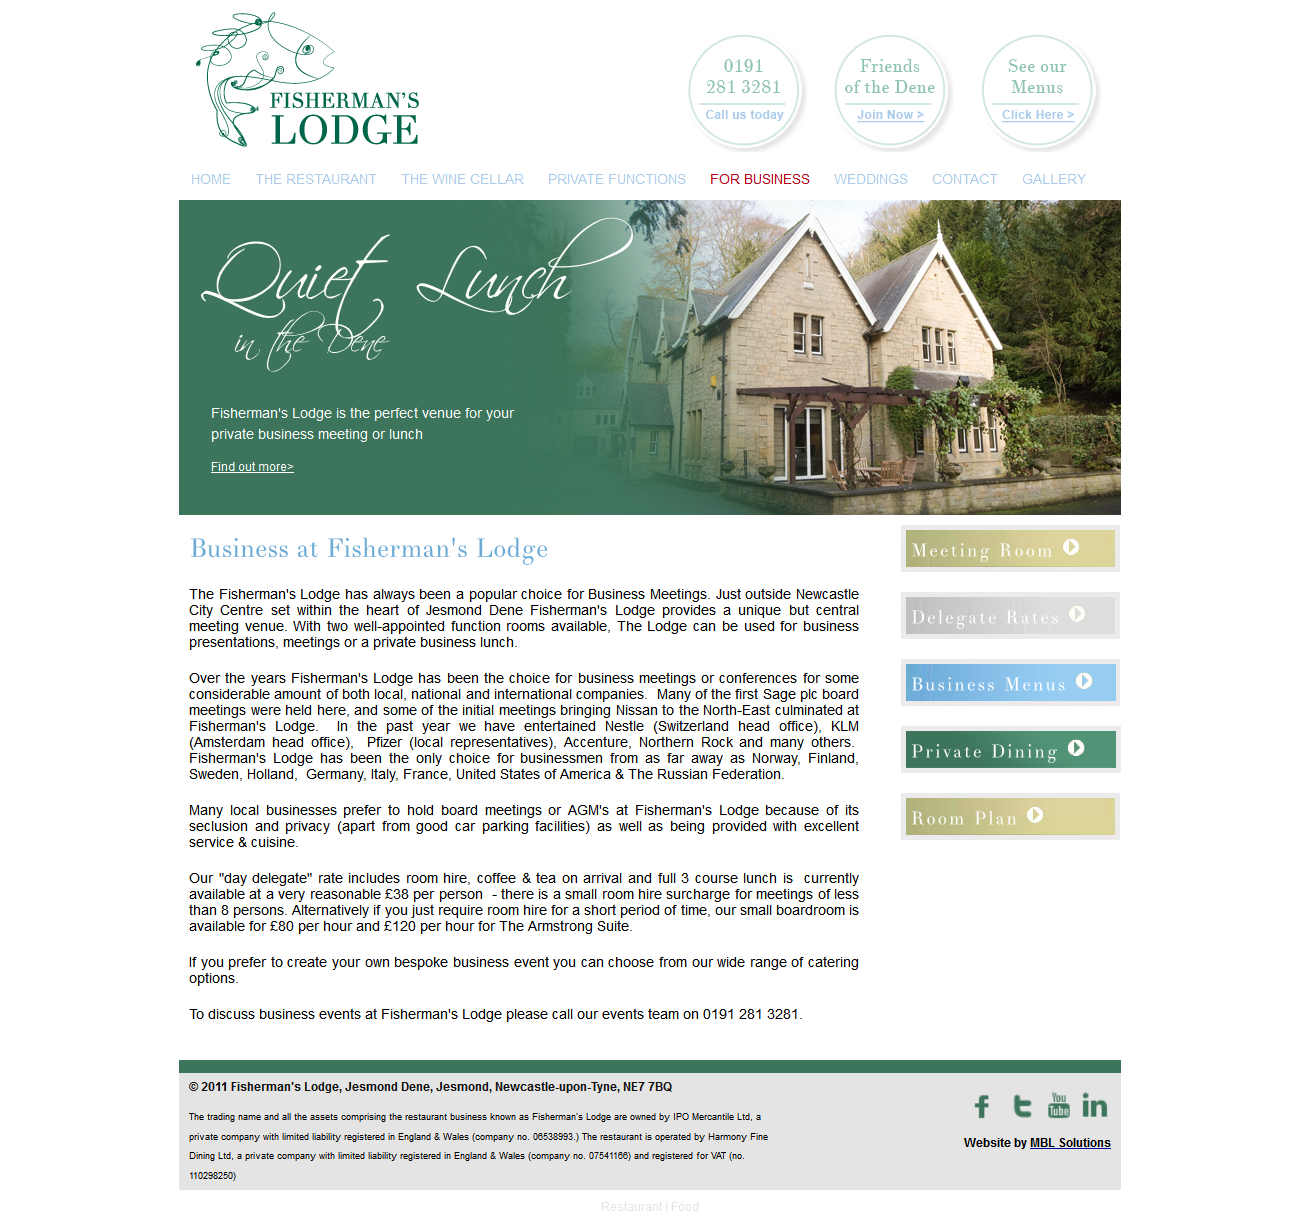 FISHERMAN'S
LODGE
0191
281 3281
Call us today
Friends
of the Dene
Join Now >
See our
Menus
Click Here >
HOME THE RESTAURANT THE WINE CELLAR PRIVATE FUNCTIONS FOR BUSINESS WEDDINGS CONTACT GALLERY
Quiet Lunch
in the Dene
Fisherman's Lodge is the perfect venue for your
private business meeting or lunch
Find out more>
Business at Fisherman's Lodge
The Fisherman's Lodge has always been a popular choice for Business Meetings. Just outside Newcastle
City Centre set within the heart of Jesmond Dene Fisherman's Lodge provides a unique but central
meeting venue. With two well-appointed function rooms available, The Lodge can be used for business
presentations, meetings or a private business lunch.
Over the years Fisherman's Lodge has been the choice for business meetings or conferences for some
considerable amount of both local, national and international companies. Many of the first Sage plc board
meetings were held here, and some of the initial meetings bringing Nissan to the North-East culminated at
Fisherman's Lodge. In the past year we have entertained Nestle (Switzerland head office), KLM
(Amsterdam head office), Pfizer (local representatives), Accenture, Northern Rock and many others.
Fisherman's Lodge has been the only choice for businessmen from as far away as Norway, Finland,
Sweden, Holland, Germany, Italy, France, United States of America & The Russian Federation.
Many local businesses prefer to hold board meetings or AGM's at Fisherman's Lodge because of its
seclusion and privacy (apart from good car parking facilities) as well as being provided with excellent
service & cuisine.
Our "day delegate" rate includes room hire, coffee & tea on arrival and full 3 course lunch is currently
available at a very reasonable £38 per person - there is a small room hire surcharge for meetings of less
than 8 persons. Alternatively if you just require room hire for a short period of time, our small boardroom is
available for £80 per hour and £120 per hour for The Armstrong Suite.
If you prefer to create your own bespoke business event you can choose from our wide range of catering
options.
To discuss business events at Fisherman's Lodge please call our events team on 0191 281 3281.
Meeting Room
Delegate Rates
Business Menus
Private Dining
Room Plan
© 2011 Fisherman's Lodge, Jesmond Dene, Jesmond, Newcastle-upon-Tyne, NE7 7BQ
The trading name and all the assets comprising the restaurant business known as Fisherman's Lodge are owned by IPO Mercantile Ltd, a
private company with limited liability registered in England & Wales (company no. 06538993.) The restaurant is operated by Harmony Fine
Dining Ltd, a private company with limited liability registered in England & Wales (company no. 07541166) and registered for VAT (no.
110298250)
f t You Tube in
Website by MBL Solutions
Restaurant | Food